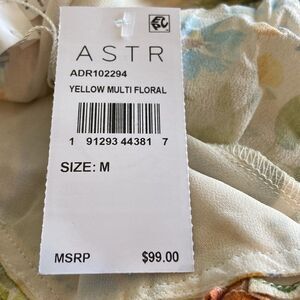 ASTR
ADR102294
YELLOW MULTI FLORAL
1 91293 44381 7
SIZE: M
MSRP $99.00